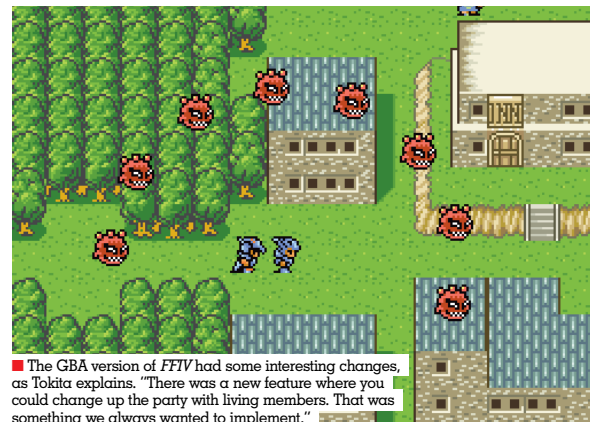 ■ The GBA version of FFIV had some interesting changes,
as Tokita explains. “There was a new feature where you
could change up the party with living members. That was
something we always wanted to implement.”